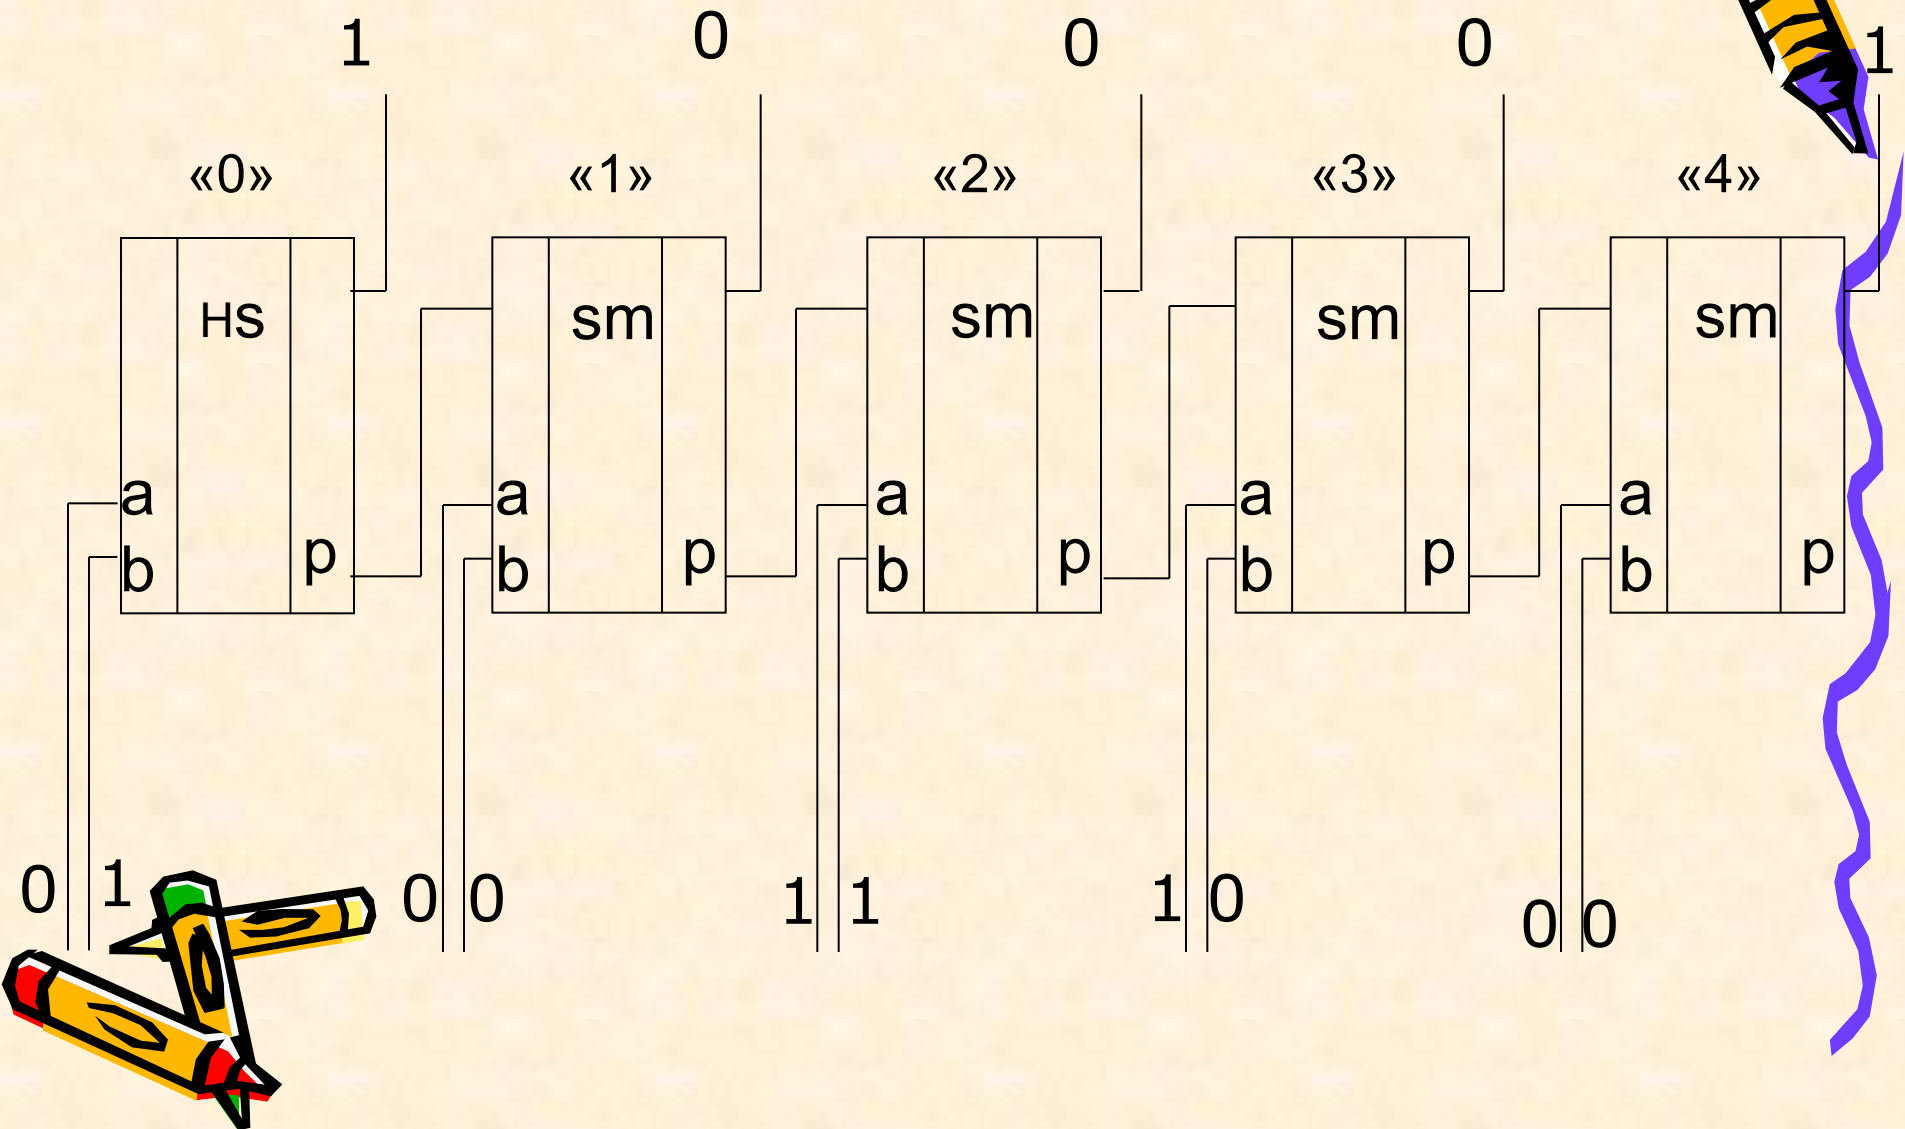 1 0 0 0 1
«0» «1» «2» «3» «4»
HS sm sm sm sm
a a a a a
b p b p b p b p b p
0 1 0 0 1 1 1 0 0 0